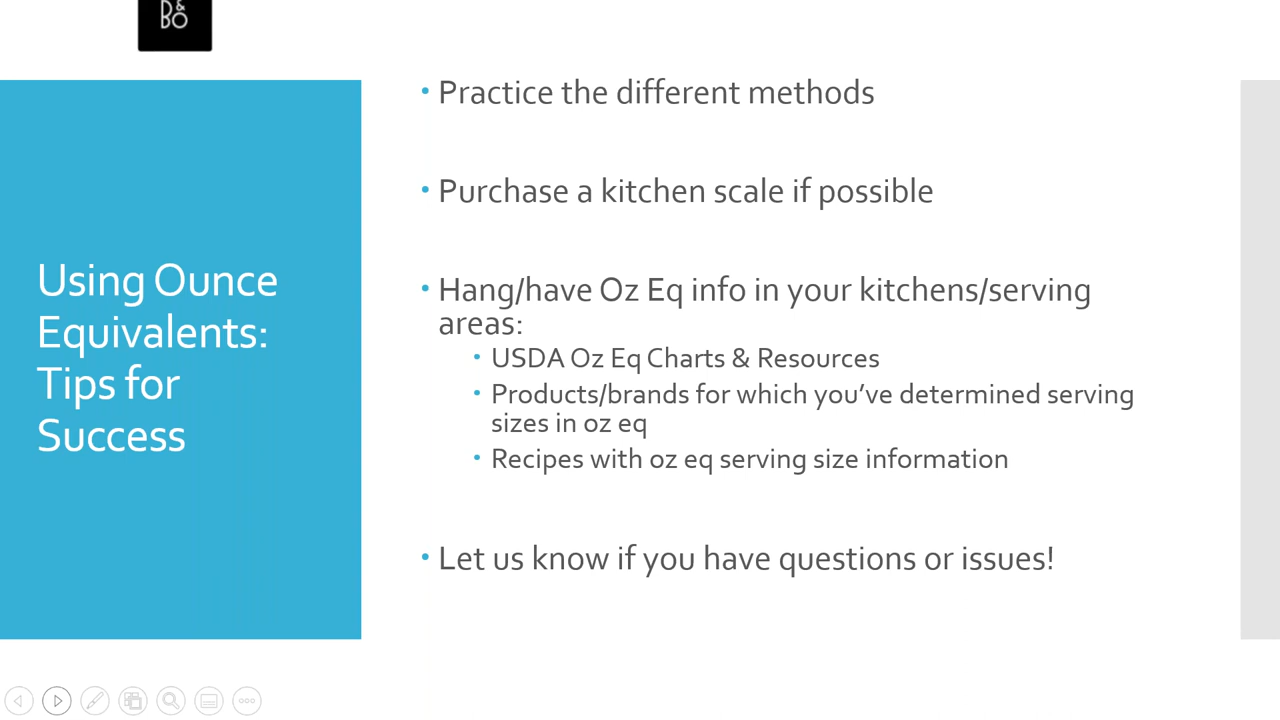 B&
BO
Using Ounce
Equivalents:
Tips for
Success
• Practice the different methods
• Purchase a kitchen scale if possible
• Hang/have Oz Eq info in your kitchens/serving
areas:
• USDA Oz Eq Charts & Resources
• Products/brands for which you’ve determined serving
sizes in oz eq
• Recipes with oz eq serving size information
• Let us know if you have questions or issues!